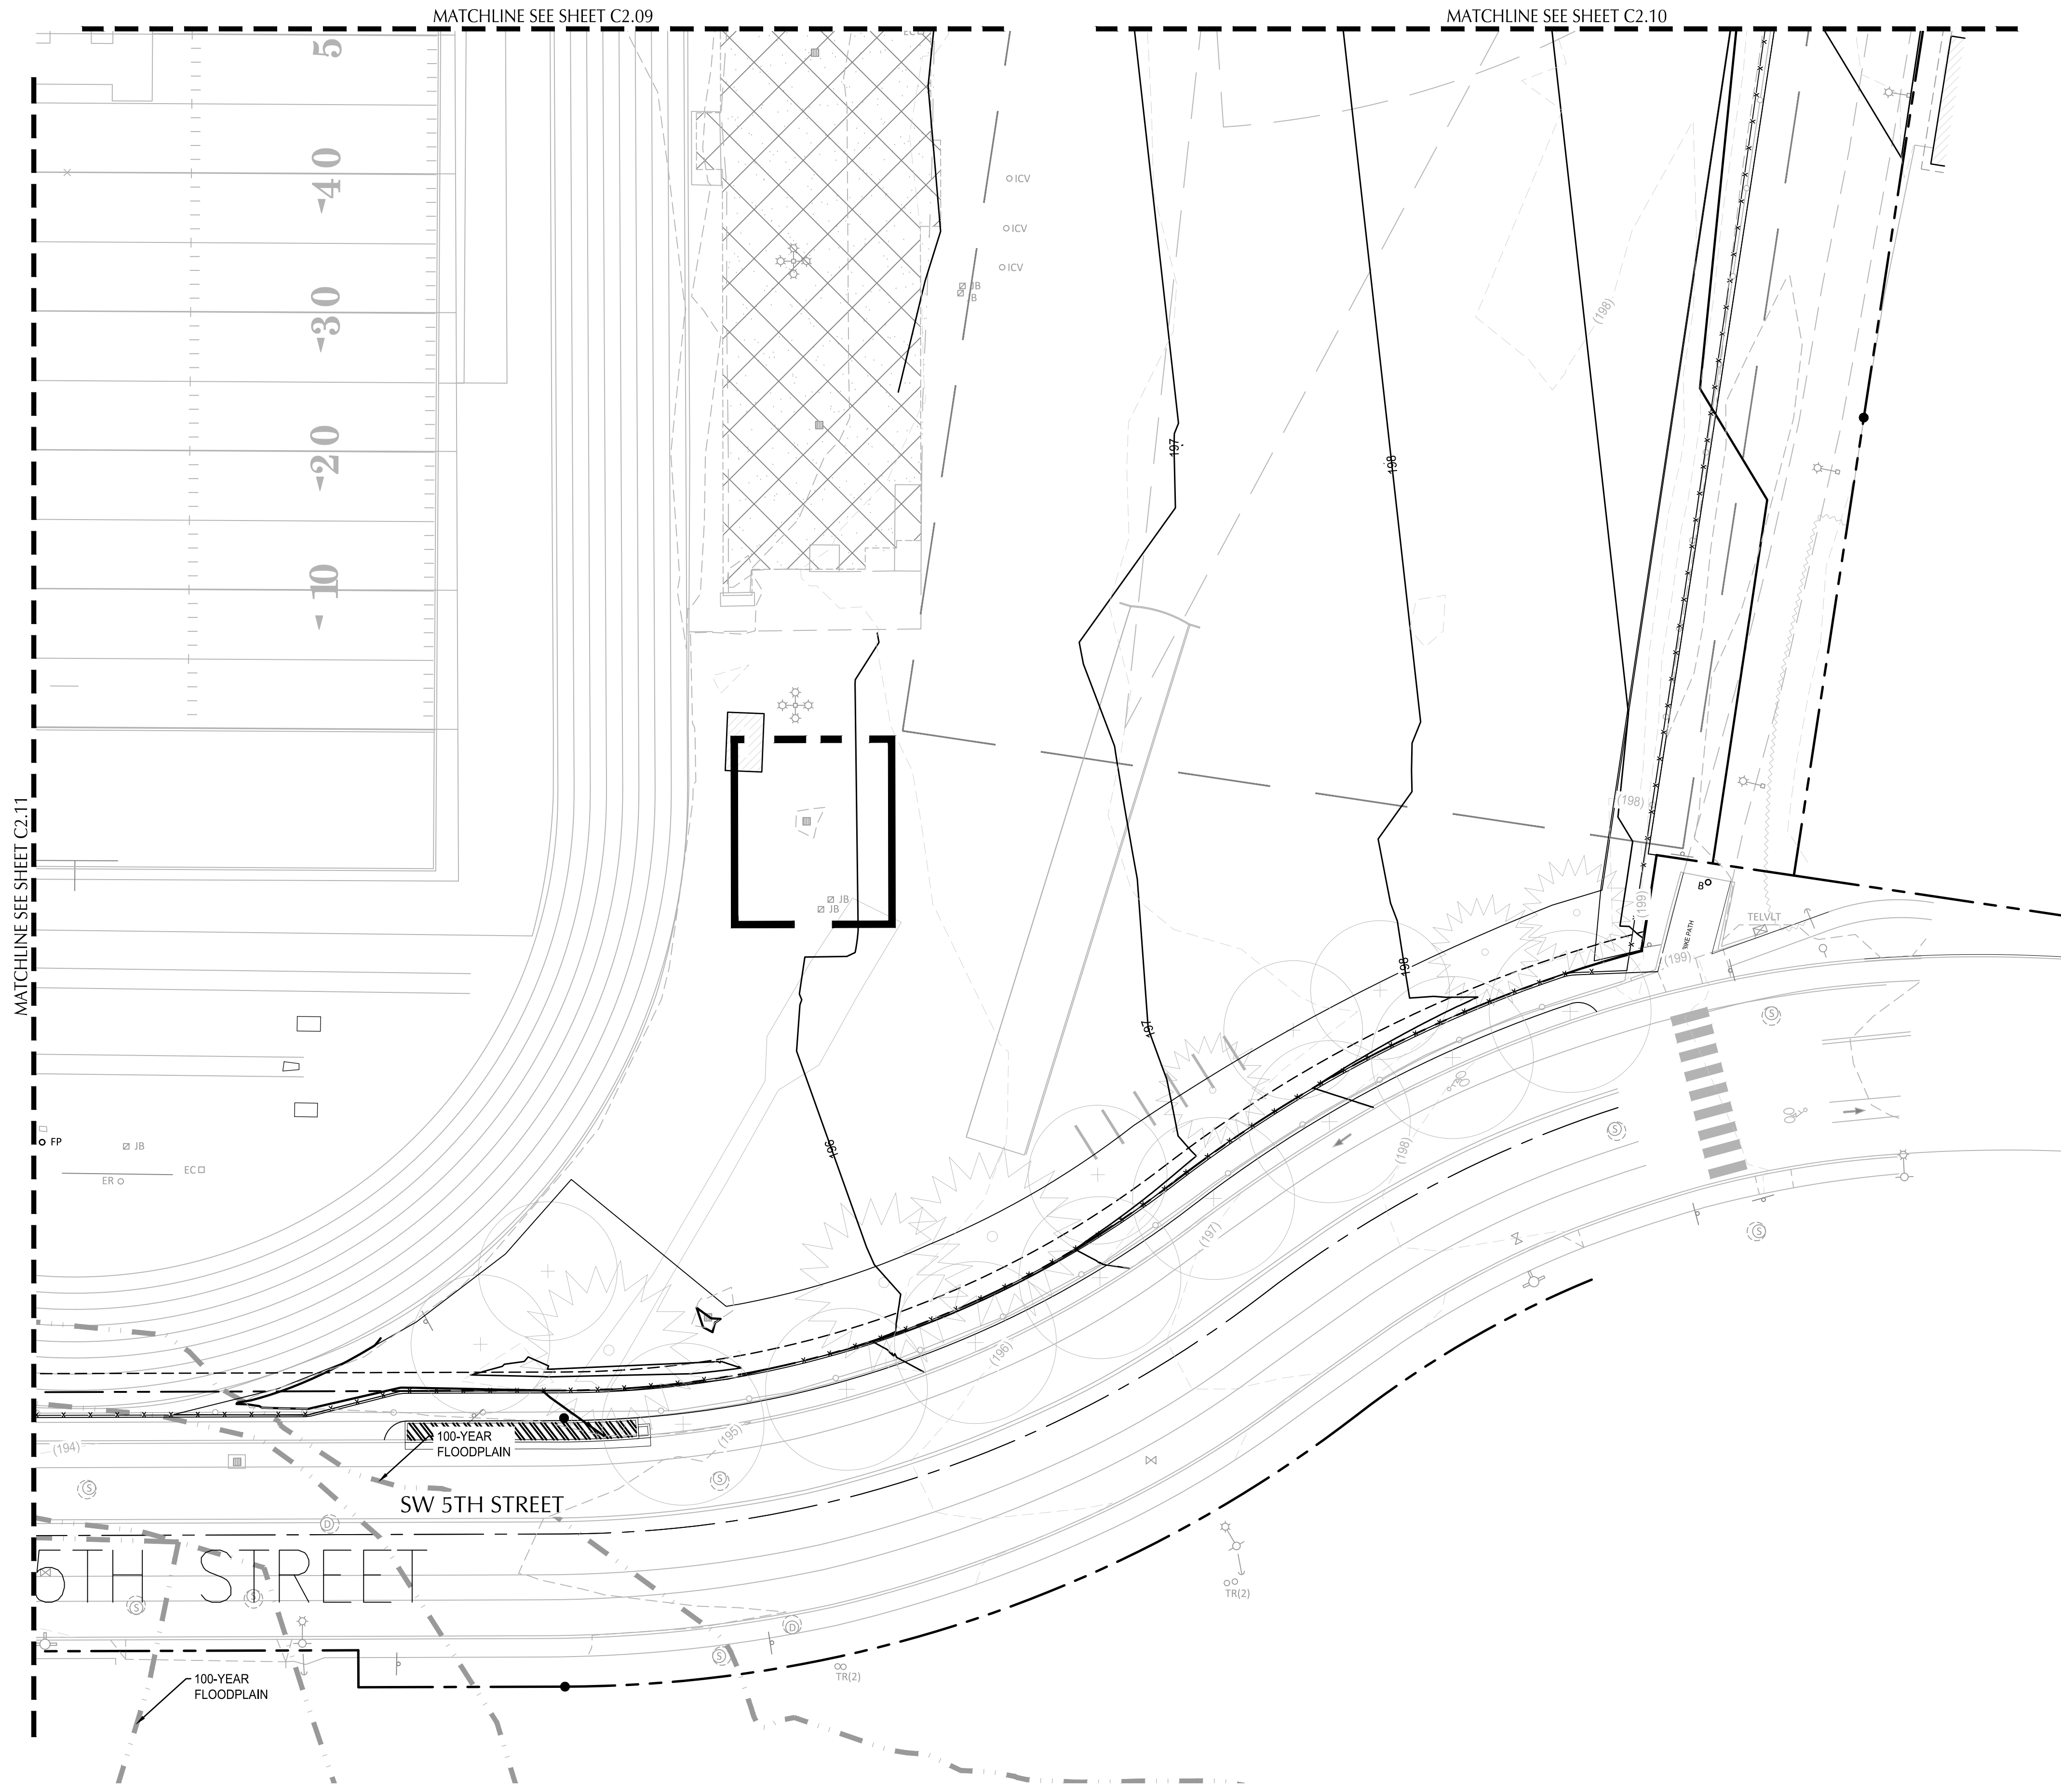 MATCHLINE SEE SHEET C2.09
MATCHLINE SEE SHEET C2.10
EC
5
40
30
20
10
ICV
ICV
ICV
JB
JB
(198)
197
198
MATCHLINE SEE SHEET C2.11
(198)
JB
JB
B
(199)
TELVLT
(199)
198
197
196
FP
JB
EC
ER
(198)
(197)
(196)
(195)
(194)
100-YEAR
FLOODPLAIN
S
S
S
S
S
SW 5TH STREET
D
5TH STREET
S
S
D
S
TR(2)
TR(2)
100-YEAR
FLOODPLAIN